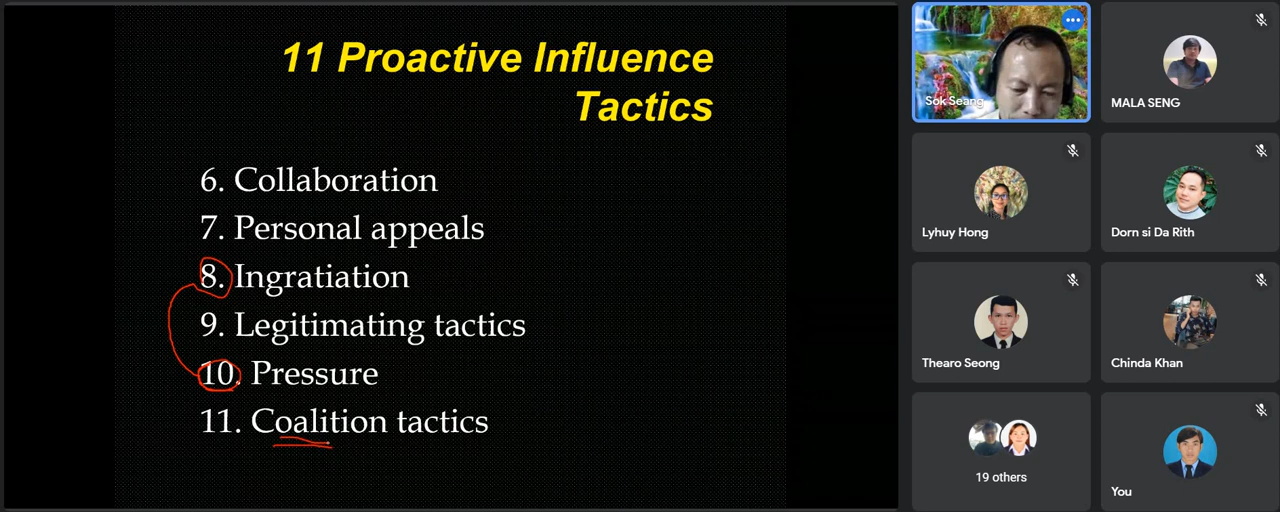 11 Proactive Influence
Tactics
6. Collaboration
7. Personal appeals
8. Ingratiation
9. Legitimating tactics
10. Pressure
11. Coalition tactics
Sok Seang
MALA SENG
Lyhuy Hong
Dorn si Da Rith
Thearo Seong
Chinda Khan
19 others
You